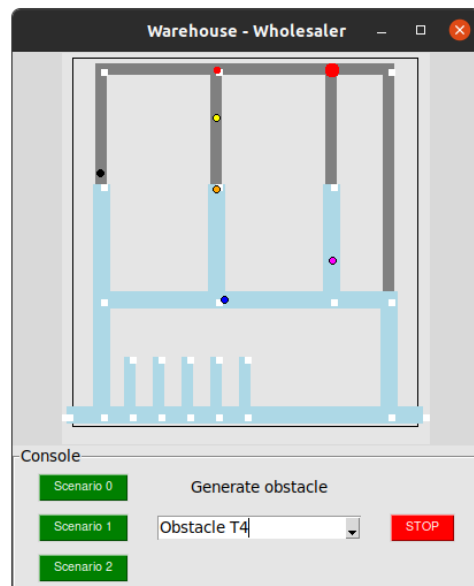 Warehouse - Wholesaler
Console
Scenario 0
Generate obstacle
Scenario 1
Obstacle T4
STOP
Scenario 2